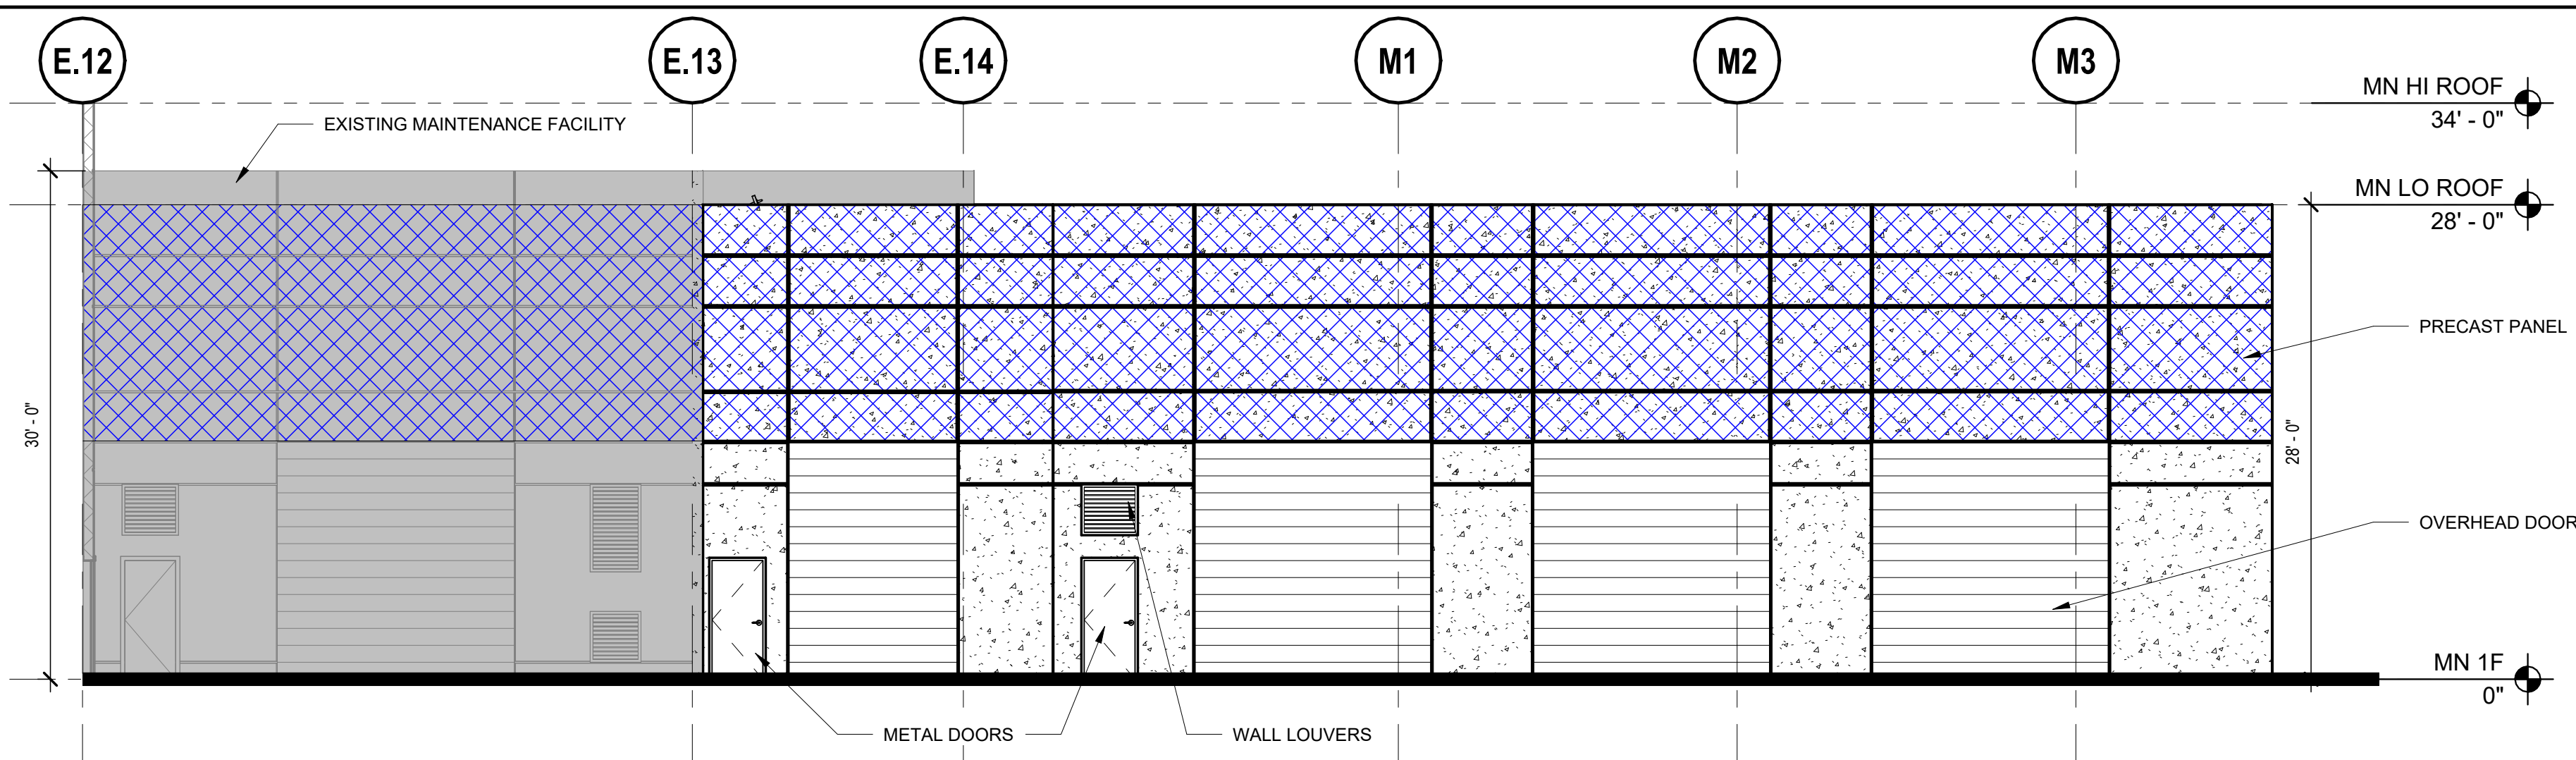 E.12
E.13
E.14
M1
M2
M3
MN HI ROOF
34' - 0"
EXISTING MAINTENANCE FACILITY
MN LO ROOF
28' - 0"
PRECAST PANEL
30' - 0"
28' - 0"
OVERHEAD DOOR
MN 1F
0"
METAL DOORS
WALL LOUVERS